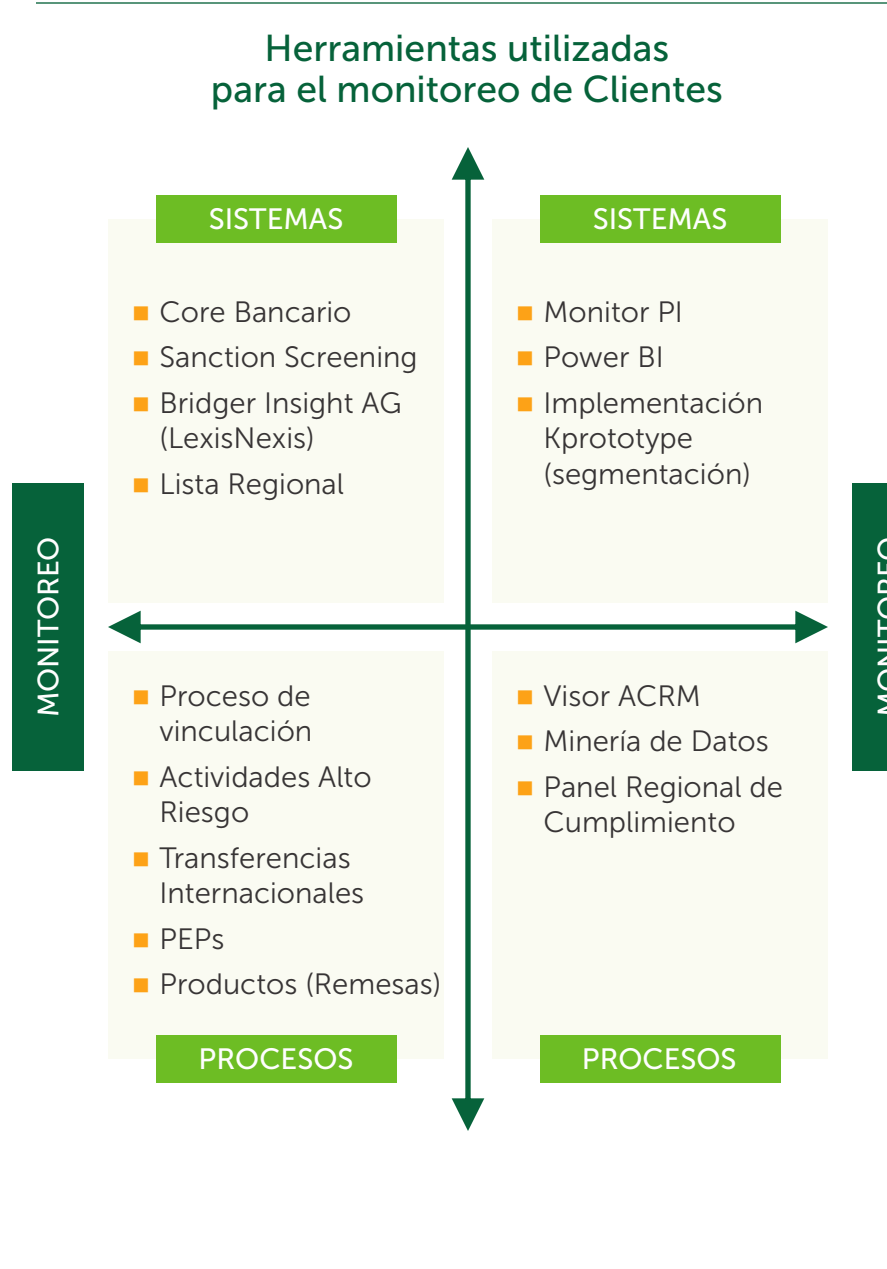 Herramientas utilizadas
para el monitoreo de Clientes
SISTEMAS
Core Bancario
Sanction Screening
Bridger Insight AG
(LexisNexis)
Lista Regional
SISTEMAS
Monitor PI
Power BI
Implementación
Kprototype
(segmentación)
MONITOREO
MONITOREO
Proceso de
vinculación
Actividades Alto
Riesgo
Transferencias
Internacionales
PEPs
Productos (Remesas)
PROCESOS
Visor ACRM
Minería de Datos
Panel Regional de
Cumplimiento
PROCESOS